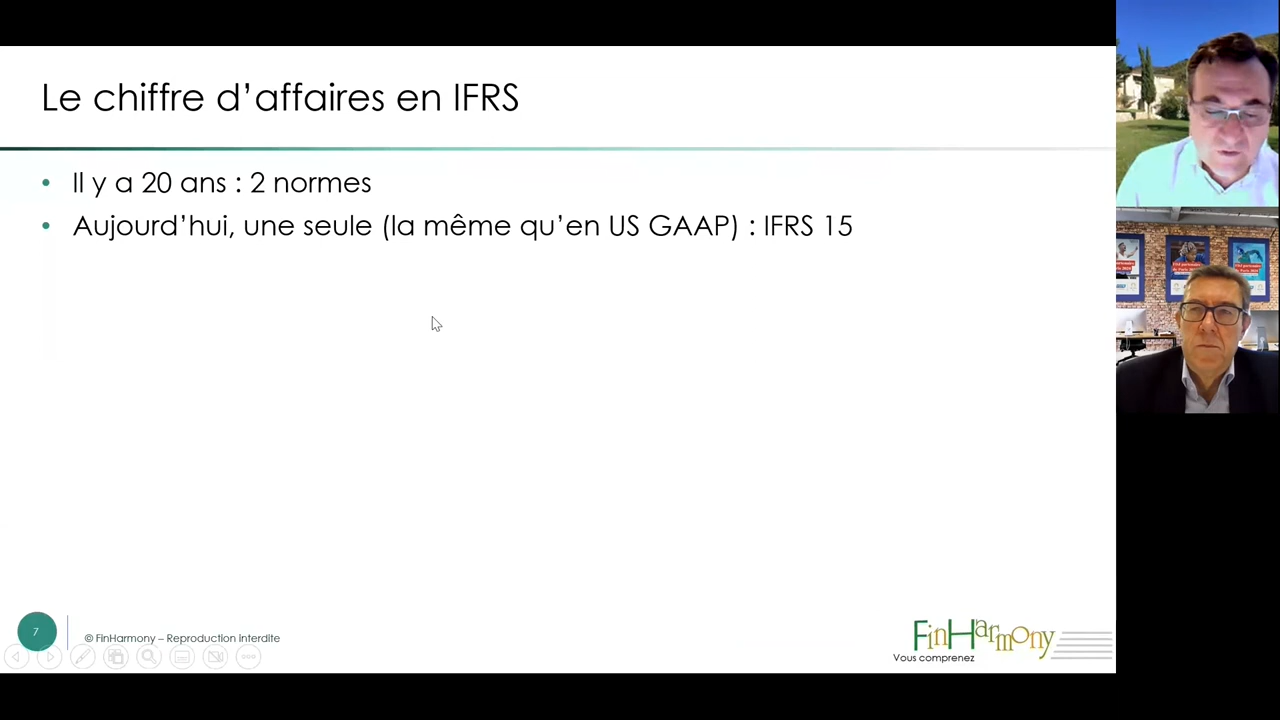 Le chiffre d’affaires en IFRS
• Il y a 20 ans : 2 normes
• Aujourd’hui, une seule (la même qu’en US GAAP) : IFRS 15
7
© FinHarmony – Reproduction interdite
FinHarmony
Vous comprenez